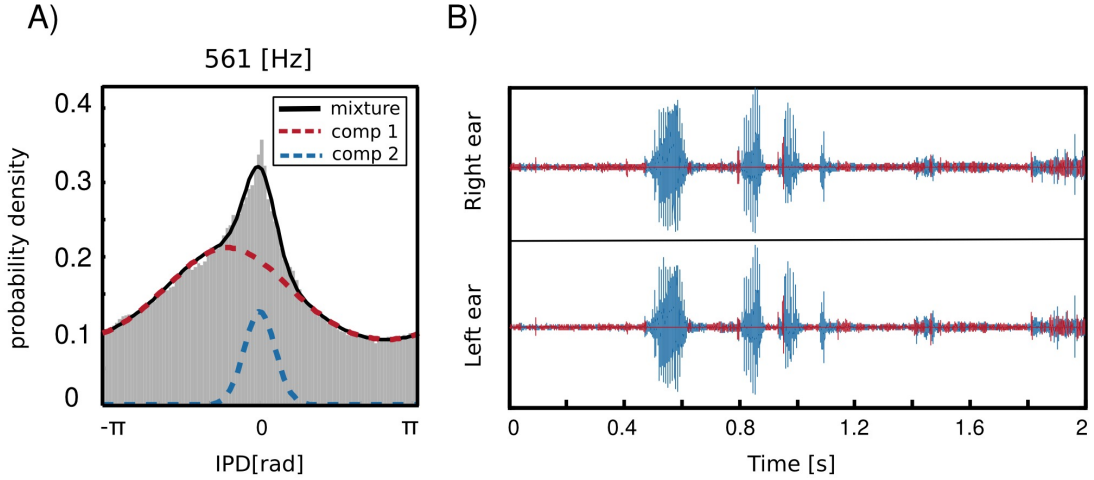 A)
561 [Hz]
mixture
comp 1
comp 2
probability density
0.4
0.3
0.2
0.1
0
-π 0 π
IPD[rad]
B)
Right ear
Left ear
0 0.4 0.8 1.2 1.6 2
Time [s]